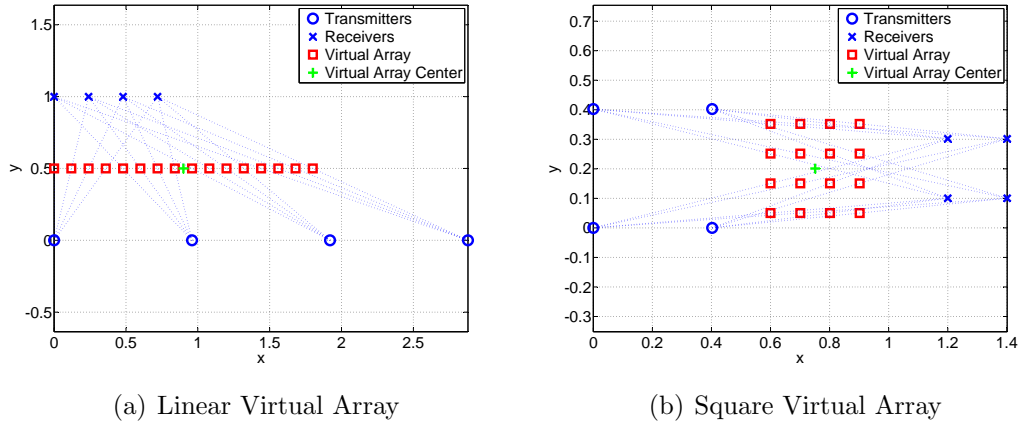 1.5
1
0.5
0
-0.5
y
0
0.5
1
1.5
2
2.5
x
Transmitters
Receivers
Virtual Array
Virtual Array Center
(a) Linear Virtual Array
0.7
0.6
0.5
0.4
0.3
0.2
0.1
0
-0.1
-0.2
-0.3
y
0
0.2
0.4
0.6
0.8
1
1.2
1.4
x
Transmitters
Receivers
Virtual Array
Virtual Array Center
(b) Square Virtual Array